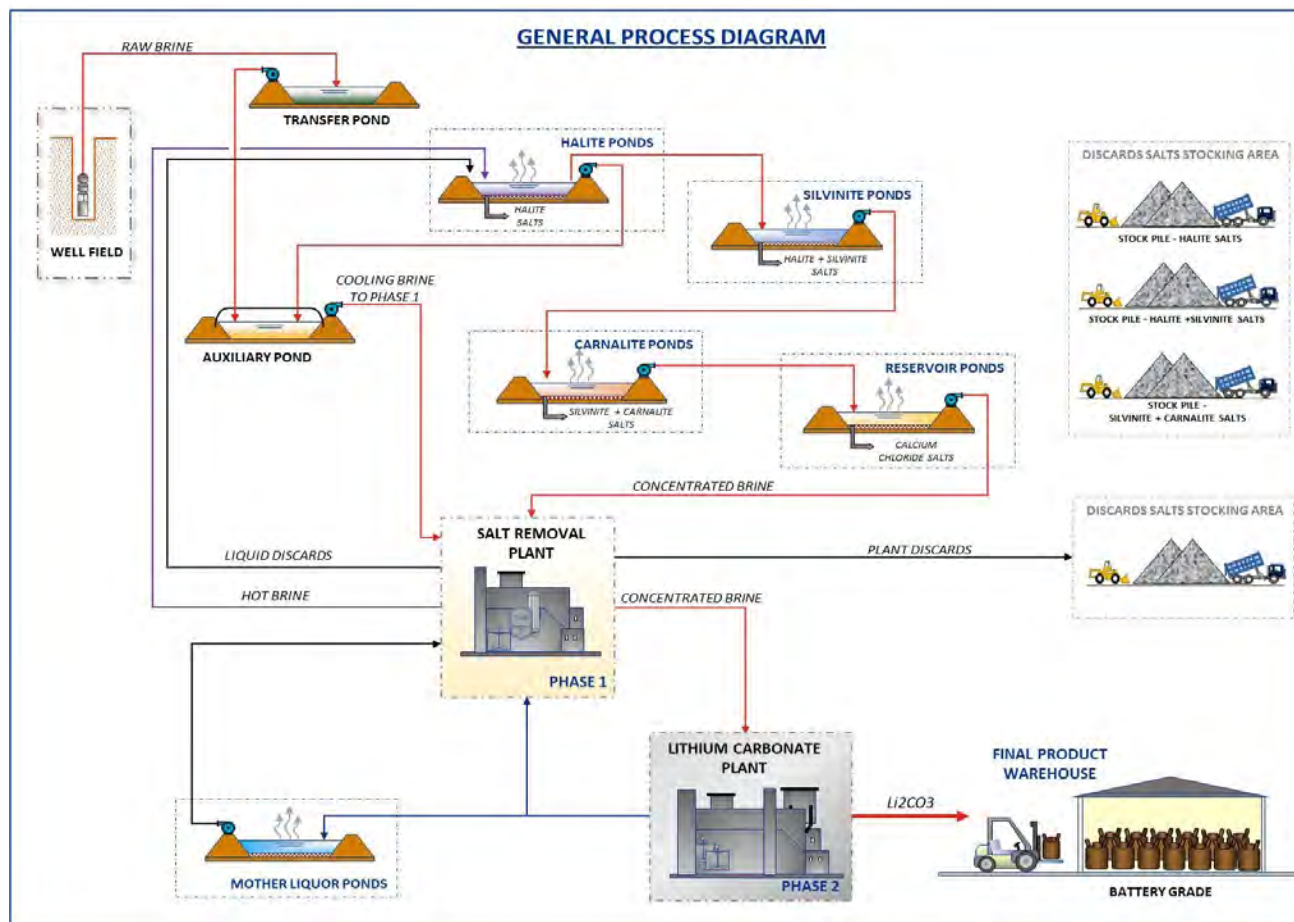 GENERAL PROCESS DIAGRAM
RAW BRINE
TRANSFER POND
WELL FIELD
HALITE PONDS
HALITE
SALTS
SILVINITE PONDS
HALITE + SILVINITE
SALTS
DISCARDS SALTS STOCKING AREA
STOCK PILE - HALITE SALTS
STOCK PILE - HALITE +SILVINITE SALTS
STOCK PILE -
SILVINITE + CARNALITE SALTS
COOLING BRINE
TO PHASE 1
AUXILIARY POND
CARNALITE PONDS
SILVINITE + CARNALITE
SALTS
RESERVOIR PONDS
CALCIUM
CHLORIDE SALTS
CONCENTRATED BRINE
SALT REMOVAL
PLANT
PHASE 1
LIQUID DISCARDS
HOT BRINE
PLANT DISCARDS
DISCARDS SALTS STOCKING AREA
CONCENTRATED BRINE
LITHIUM CARBONATE
PLANT
PHASE 2
Li2CO3
FINAL PRODUCT
WAREHOUSE
BATTERY GRADE
MOTHER LIQUOR PONDS